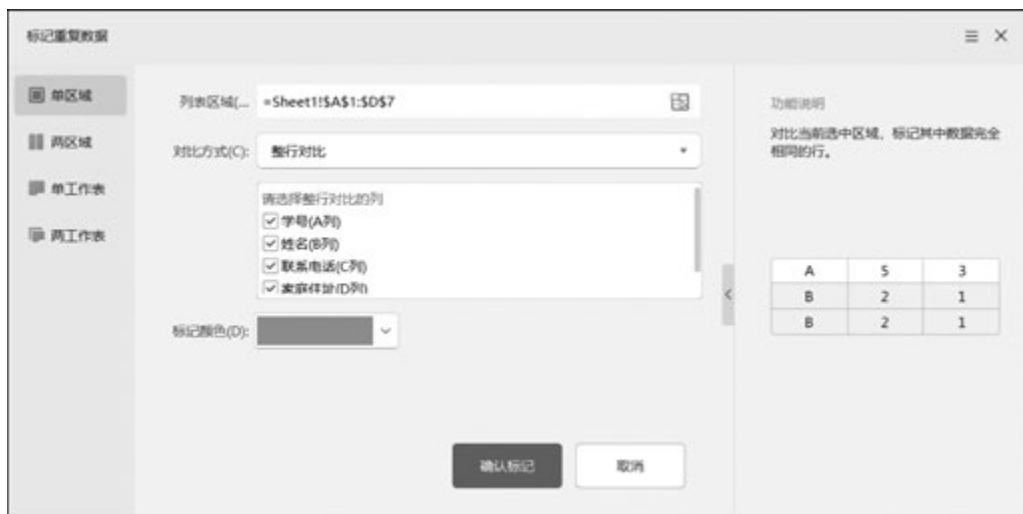 标记重复数据
单区域
两区域
单工作表
两工作表
列表区域(...
=Sheet1!$A$1:$D$7
对比方式(C):
整行对比
请选择整行对比的列
学号(A列)
姓名(B列)
联系电话(C列)
家庭住址(D列)
标记颜色(D):
确认标记
取消
功能说明
对比当前选中区域，标记其中数据完全
相同的行。
A 5 3
B 2 1
B 2 1